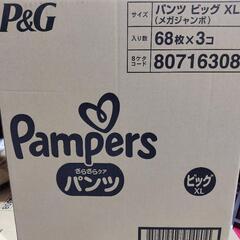 P&G
サイズ
パンツ ビッグ XL
(メガジャンボ)
入り数
68枚×3コ
8ケタ
コード
80716308
Pampers
さらさらケア
パンツ
ビッグ
XL